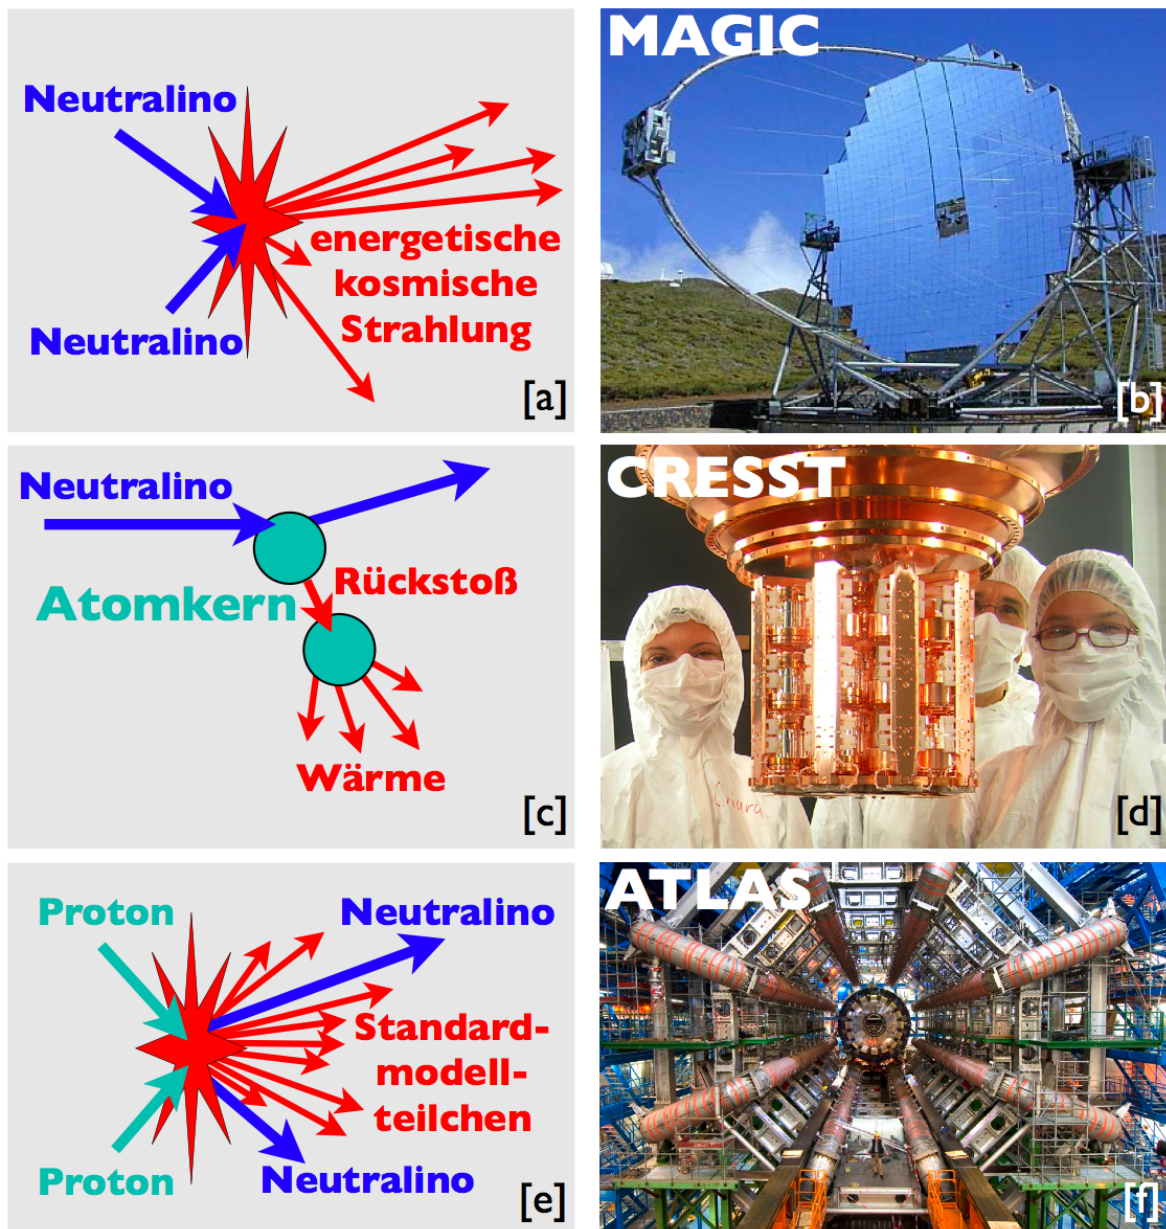 Neutralino
Neutralino
energetische
kosmische
Strahlung
[a]
MAGIC
[b]
Neutralino
Atomkern
Rückstoß
Wärme
[c]
CRESST
Chiara
[d]
Proton
Proton
Neutralino
Standard-
modell-
teilchen
Neutralino
[e]
ATLAS
[f]